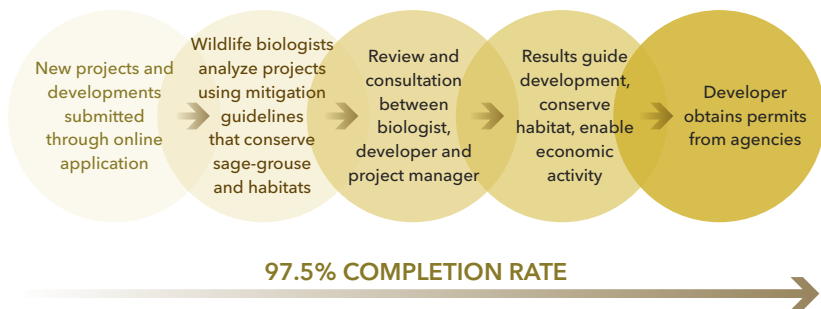 New projects and
developments
submitted
through online
application
Wildlife biologists
analyze projects
using mitigation
guidelines
that conserve
sage-grouse
and habitats
Review and
consultation
between
biologist,
developer and
project manager
Results guide
development,
conserve
habitat, enable
economic
activity
Developer
obtains permits
from agencies
97.5% COMPLETION RATE